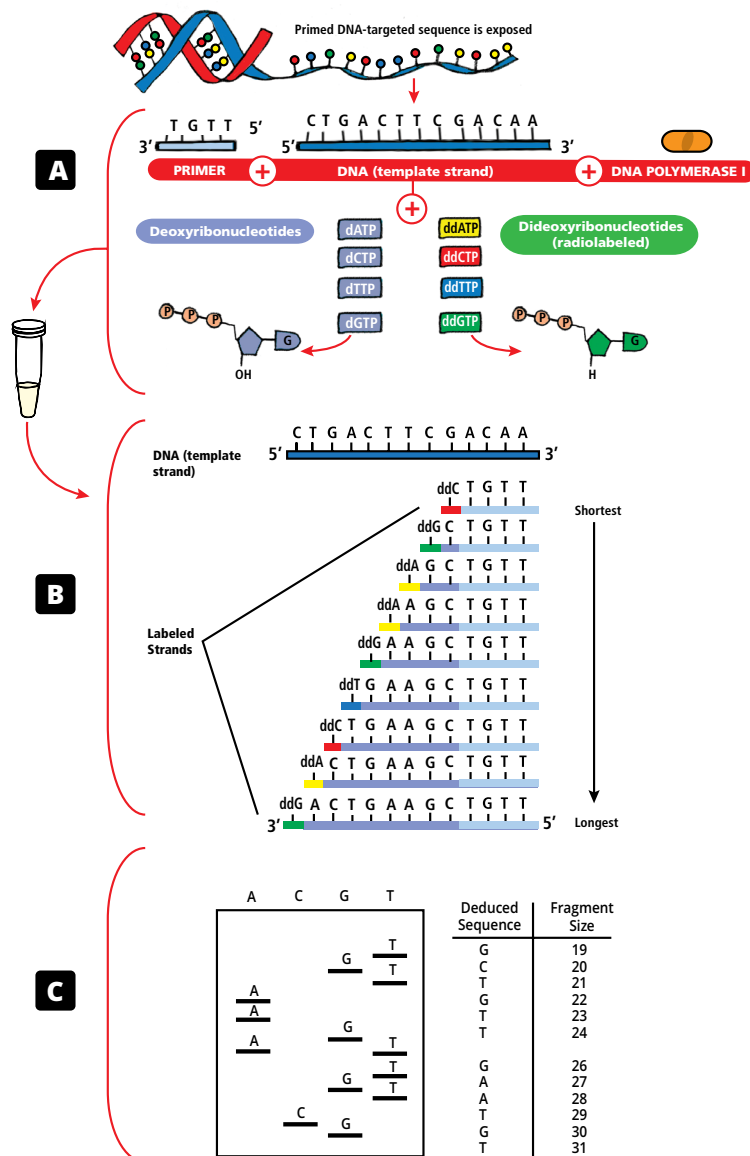 Primed DNA-targeted sequence is exposed
A
T G T T
5’
3’
C T G A C T T C G A C A A
5’
3’
PRIMER
+
DNA (template strand)
+
DNA POLYMERASE I
+
Deoxyribonucleotides
dATP
dCTP
dTTP
dGTP
ddATP
ddCTP
ddTTP
ddGTP
Dideoxyribonucleotides
(radiolabeled)
P P P
G
OH
P P P
G
H
B
DNA (template
strand)
C T G A C T T C G A C A A
5’
3’
ddC T G T T
Shortest
ddG C T G T T
ddA G C T G T T
ddA A G C T G T T
Labeled
Strands
ddG A A G C T G T T
ddT G A A G C T G T T
ddC T G A A G C T G T T
ddA C T G A A G C T G T T
ddG A C T G A A G C T G T T
3’
5’
Longest
C
A C G T
T
G
T
A
A
G
A
T
T
G
T
C
G
Deduced
Sequence
Fragment
Size
G 19
C 20
T 21
G 22
T 23
T 24
G 26
A 27
A 28
T 29
G 30
T 31